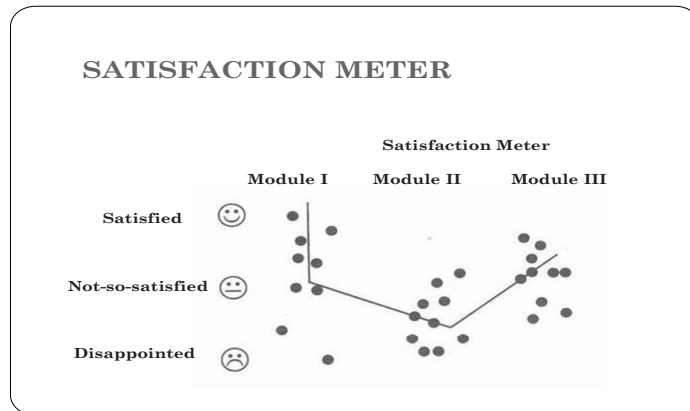 SATISFACTION METER
Satisfaction Meter
Module I Module II Module III
Satisfied
Not-so-satisfied
Disappointed